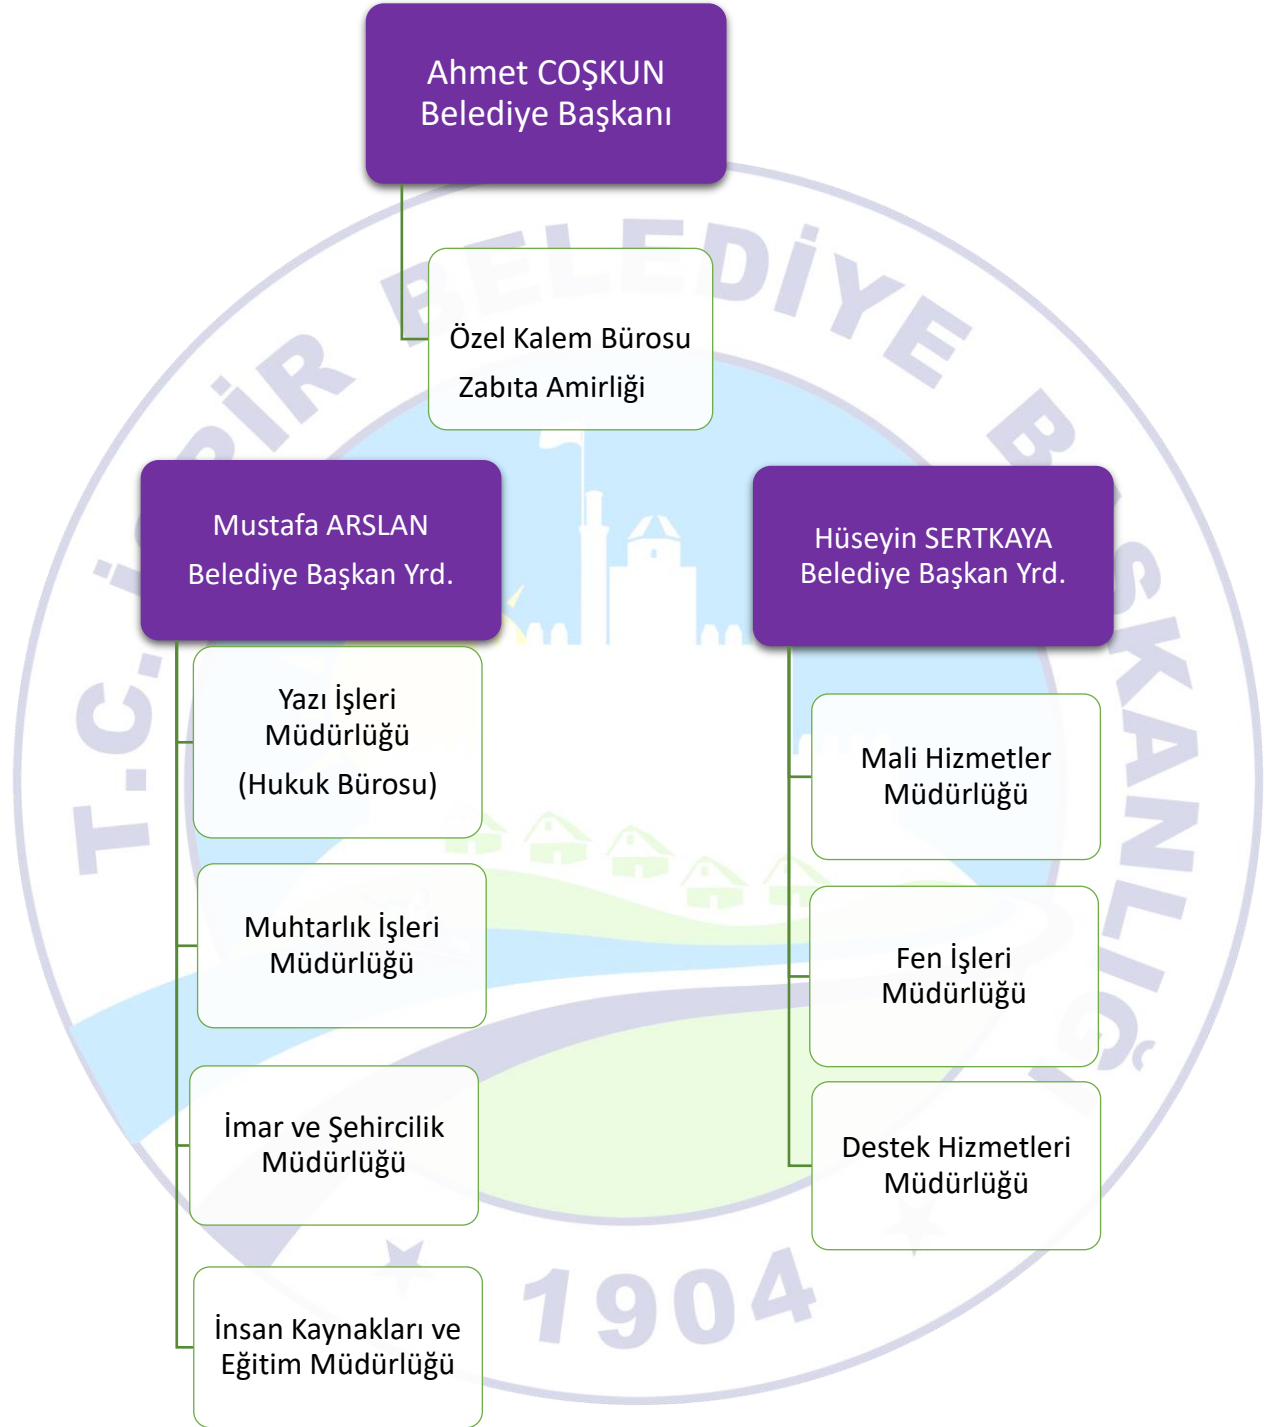 Ahmet COŞKUN
Belediye Başkanı
Özel Kalem Bürosu
Zabıta Amirliği
Mustafa ARSLAN
Belediye Başkan Yrd.
Yazı İşleri
Müdürlüğü
(Hukuk Bürosu)
Muhtarlık İşleri
Müdürlüğü
İmar ve Şehircilik
Müdürlüğü
İnsan Kaynakları ve
Eğitim Müdürlüğü
Hüseyin SERTKAYA
Belediye Başkan Yrd.
Mali Hizmetler
Müdürlüğü
Fen İşleri
Müdürlüğü
Destek Hizmetleri
Müdürlüğü
T.C. İSPİR BELEDİYE BAŞKANLIĞI
1904